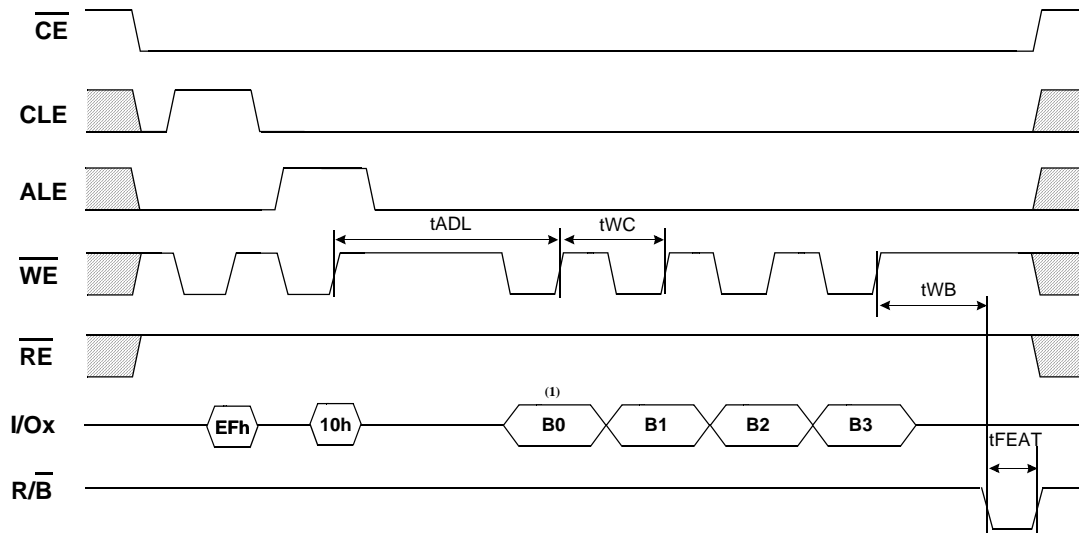 CE
CLE
ALE
tADL
tWC
WE
tWB
RE
(1)
I/Ox
EFh
10h
B0
B1
B2
B3
tFEAT
R/B